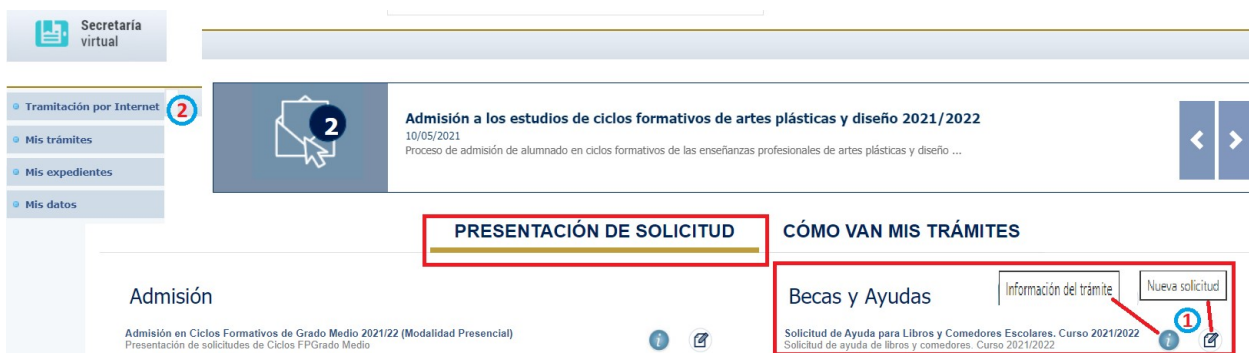 Secretaría
virtual
Tramitación por Internet
2
Mis trámites
Mis expedientes
Mis datos
2
Admisión a los estudios de ciclos formativos de artes plásticas y diseño 2021/2022
10/05/2021
Proceso de admisión de alumnado en ciclos formativos de las enseñanzas profesionales de artes plásticas y diseño ...
PRESENTACIÓN DE SOLICITUD
CÓMO VAN MIS TRÁMITES
Admisión
Admisión en Ciclos Formativos de Grado Medio 2021/22 (Modalidad Presencial)
Presentación de solicitudes de Ciclos FPGrado Medio
i
Becas y Ayudas
Información del trámite
Nueva solicitud
1
Solicitud de Ayuda para Libros y Comedores Escolares. Curso 2021/2022
Solicitud de ayuda de libros y comedores. Curso 2021/2022
i